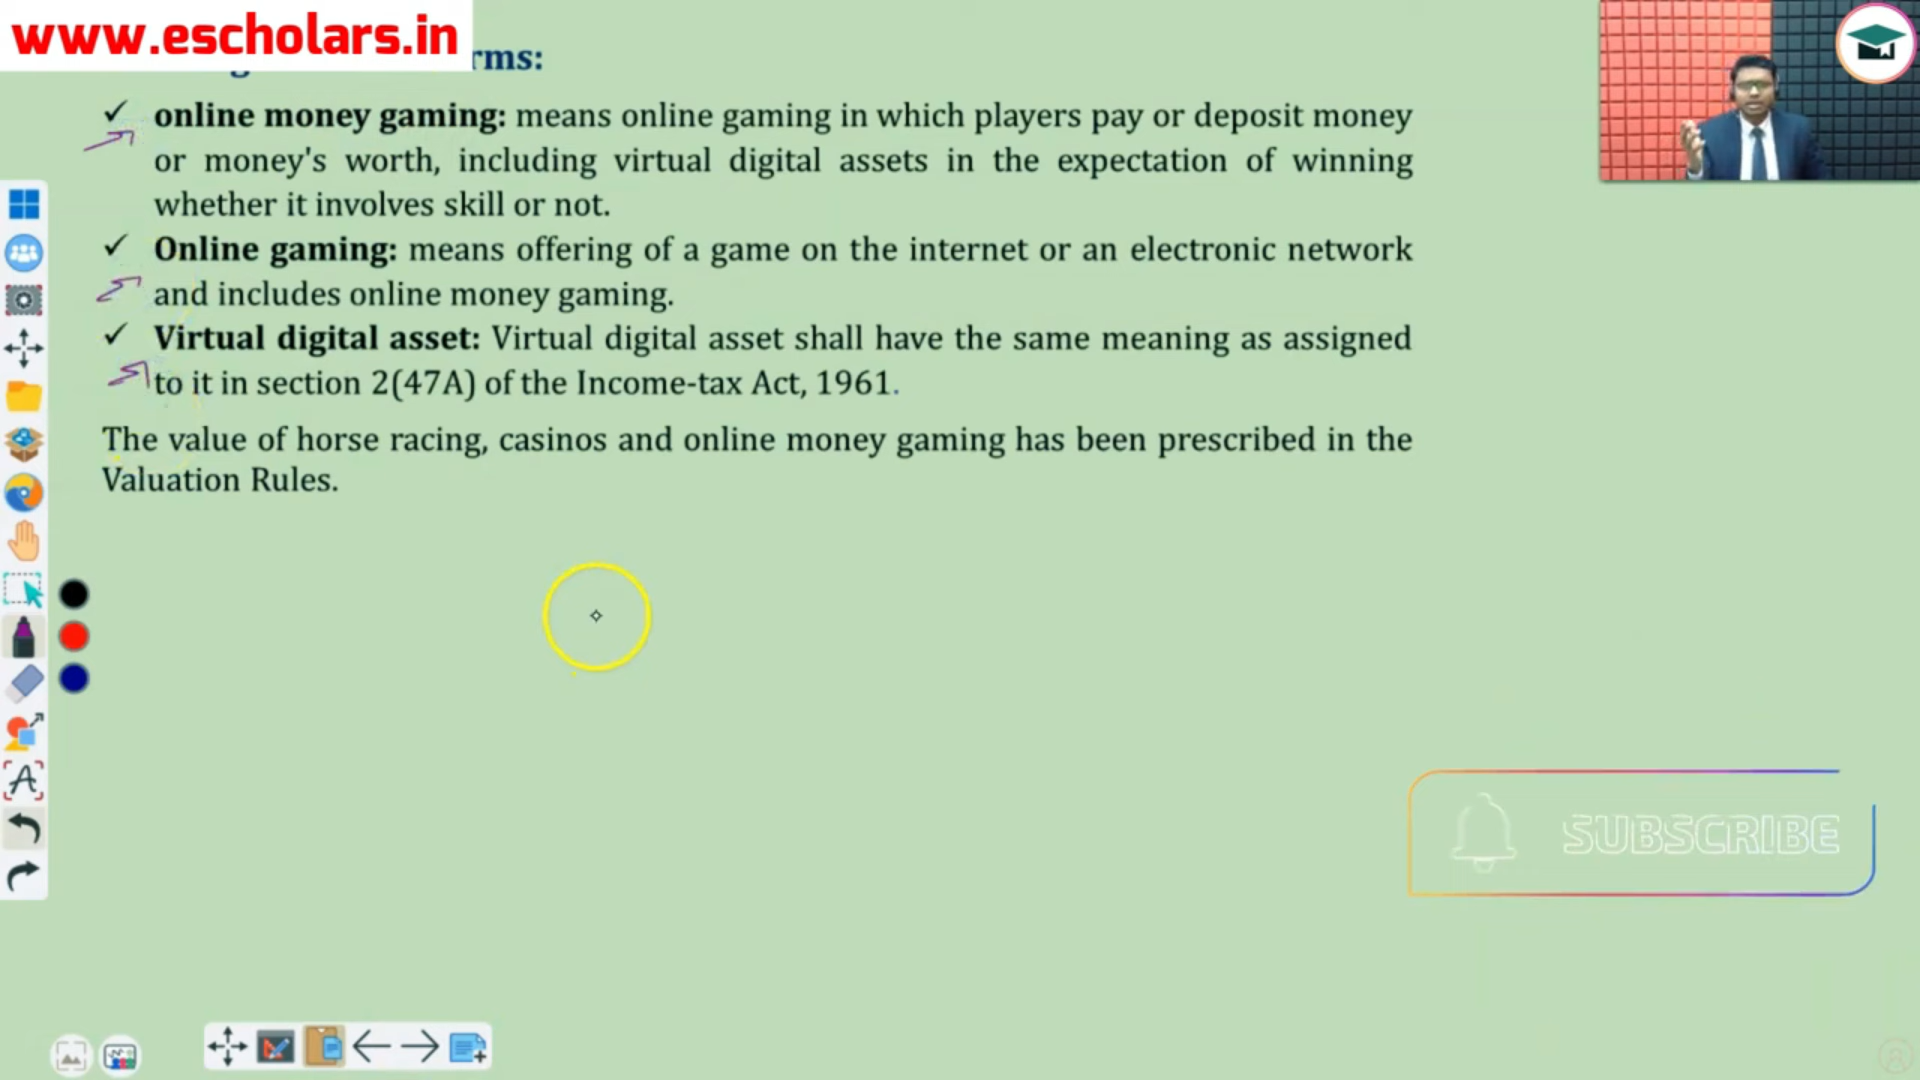 www.escholars.in
rms:
✓ online money gaming: means online gaming in which players pay or deposit money
or money's worth, including virtual digital assets in the expectation of winning
whether it involves skill or not.
✓ Online gaming: means offering of a game on the internet or an electronic network
and includes online money gaming.
✓ Virtual digital asset: Virtual digital asset shall have the same meaning as assigned
to it in section 2(47A) of the Income-tax Act, 1961.
The value of horse racing, casinos and online money gaming has been prescribed in the
Valuation Rules.
SUBSCRIBE